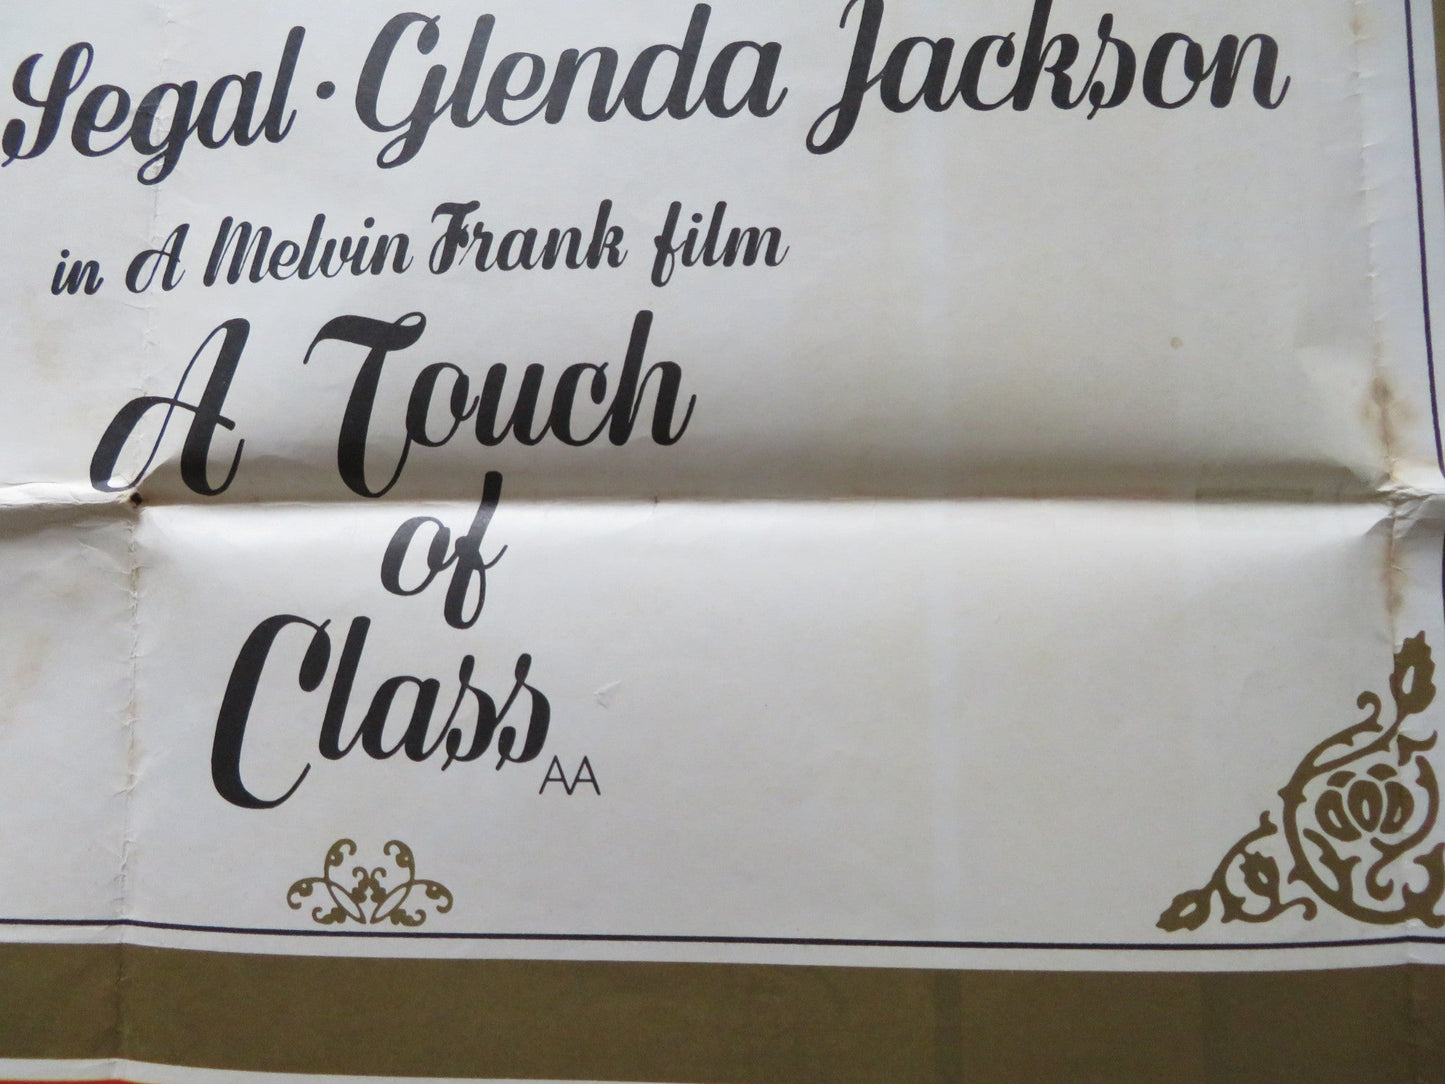 Segal · Glenda Jackson
in A Melvin Frank film
A Touch
of
Class AA